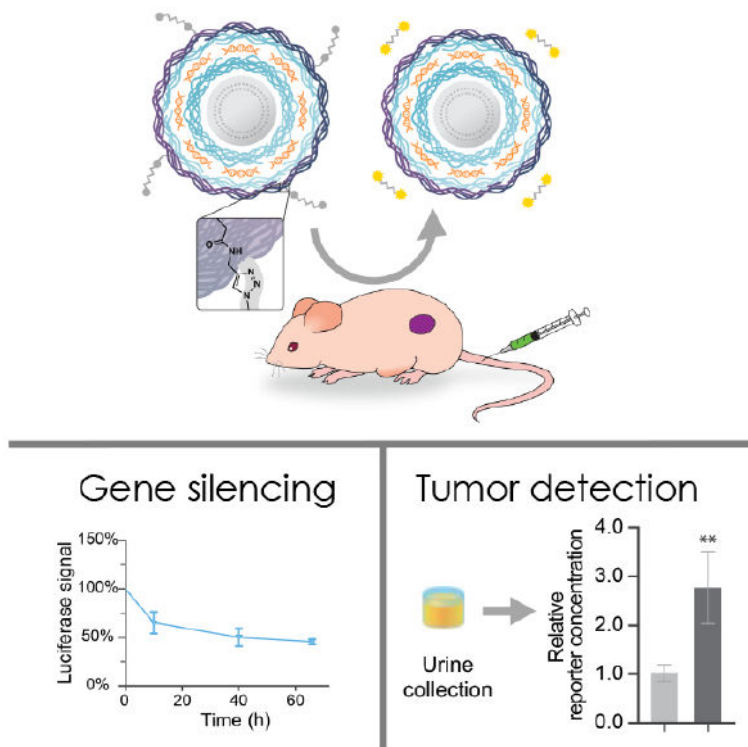 O
NH
N
N
N
Gene silencing
Tumor detection
150%
100%
50%
0%
Luciferase signal
0 20 40 60
Time (h)
Urine
collection
Relative
reporter concentration
4.0
3.0
2.0
1.0
0.0
**